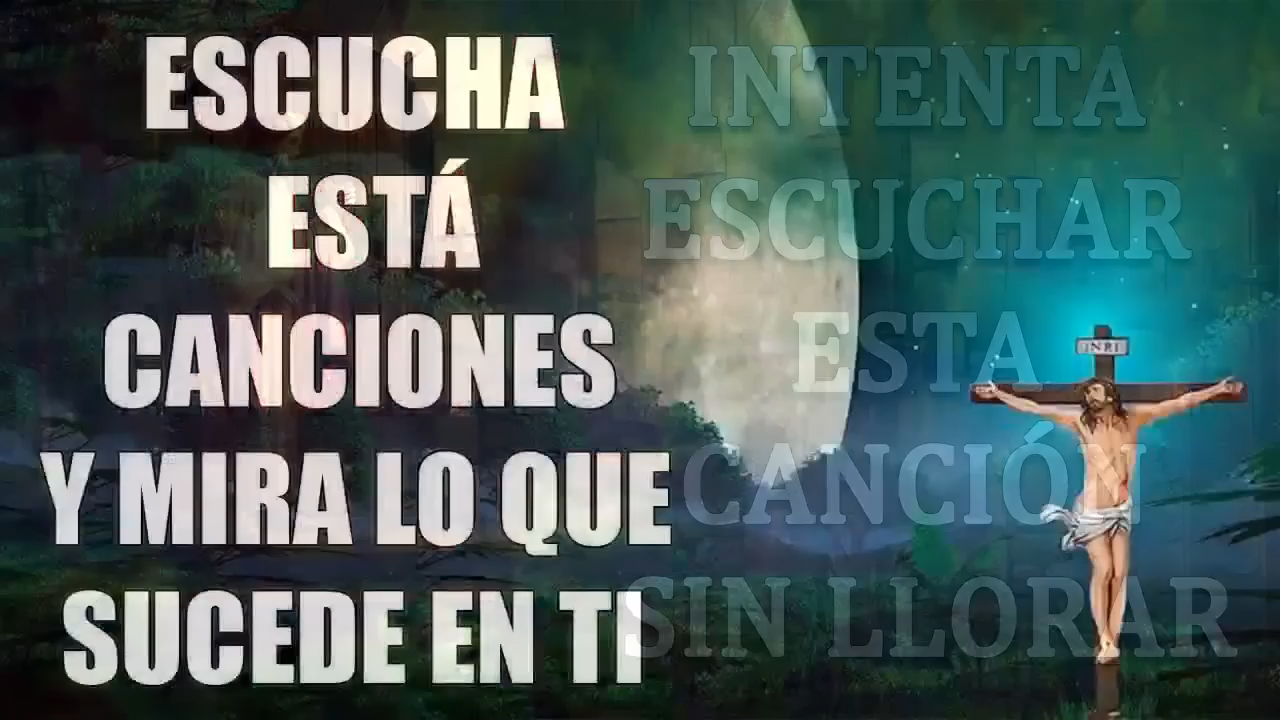 ESCUCHA
ESTÁ
CANCIONES
Y MIRA LO QUE
SUCEDE EN TI
INTENTA
ESCUCHAR
ESTA
CANCIÓN
SIN LLORAR
INRI